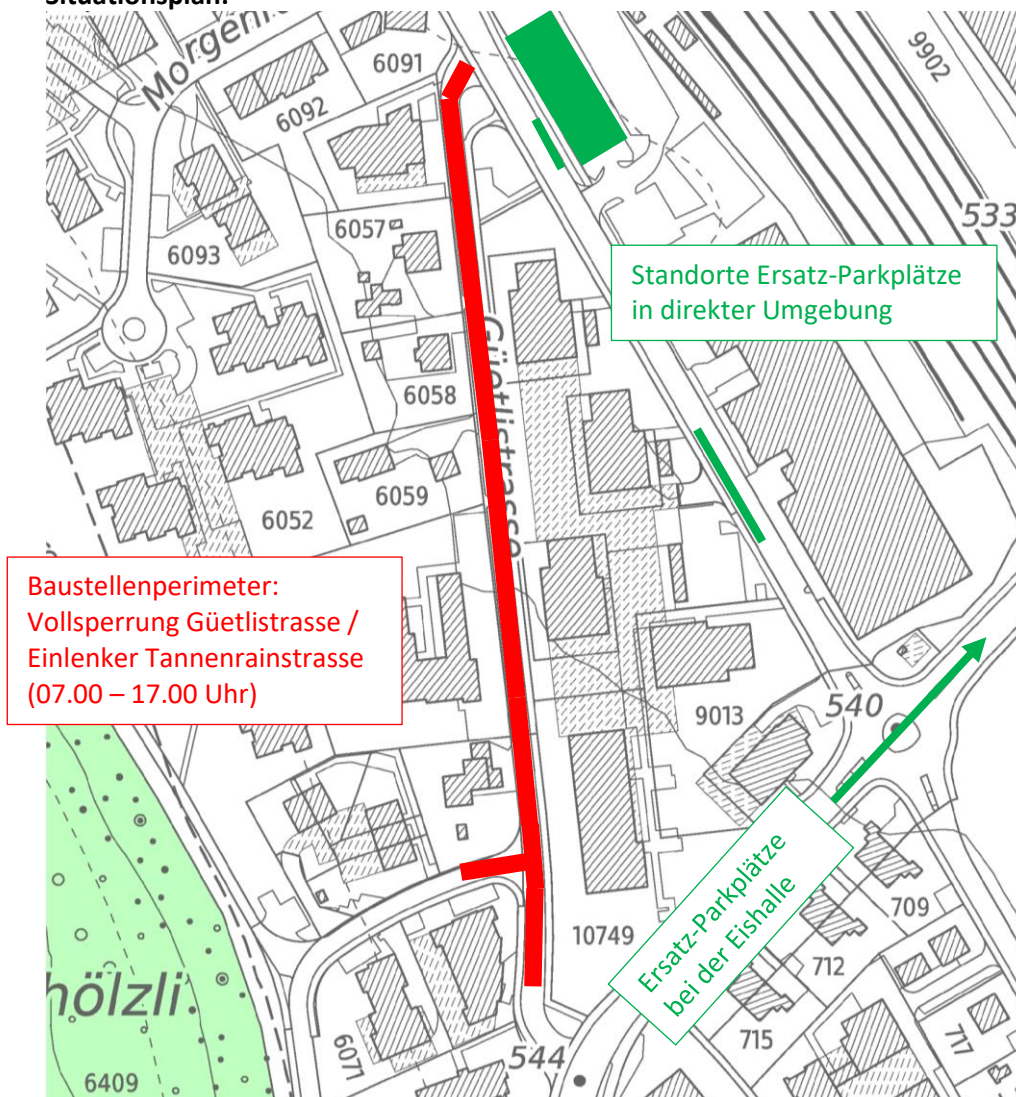 Situationsplan:
Morgen
6091
9902
6092
533
6057
6093
Standorte Ersatz-Parkplätze
in direkter Umgebung
Güetlistrasse
6058
6059
6052
Baustellenperimeter:
Vollsperrung Güetlistrasse /
Einlenker Tannenrainstrasse
(07.00 – 17.00 Uhr)
9013
540
Ersatz-Parkplätze
bei der Eishalle
709
10749
712
hölzli
715
717
544
6071
6409